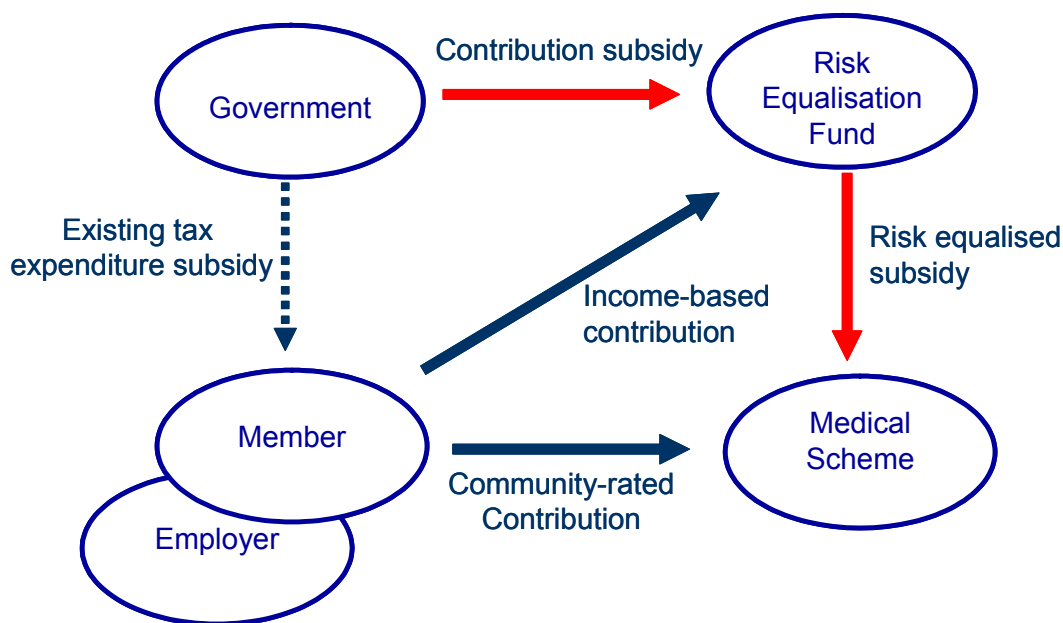 Contribution subsidy
Government
Risk
Equalisation
Fund
Existing tax
expenditure subsidy
Risk equalised
subsidy
Income-based
contribution
Member
Medical
Scheme
Community-rated
Contribution
Employer